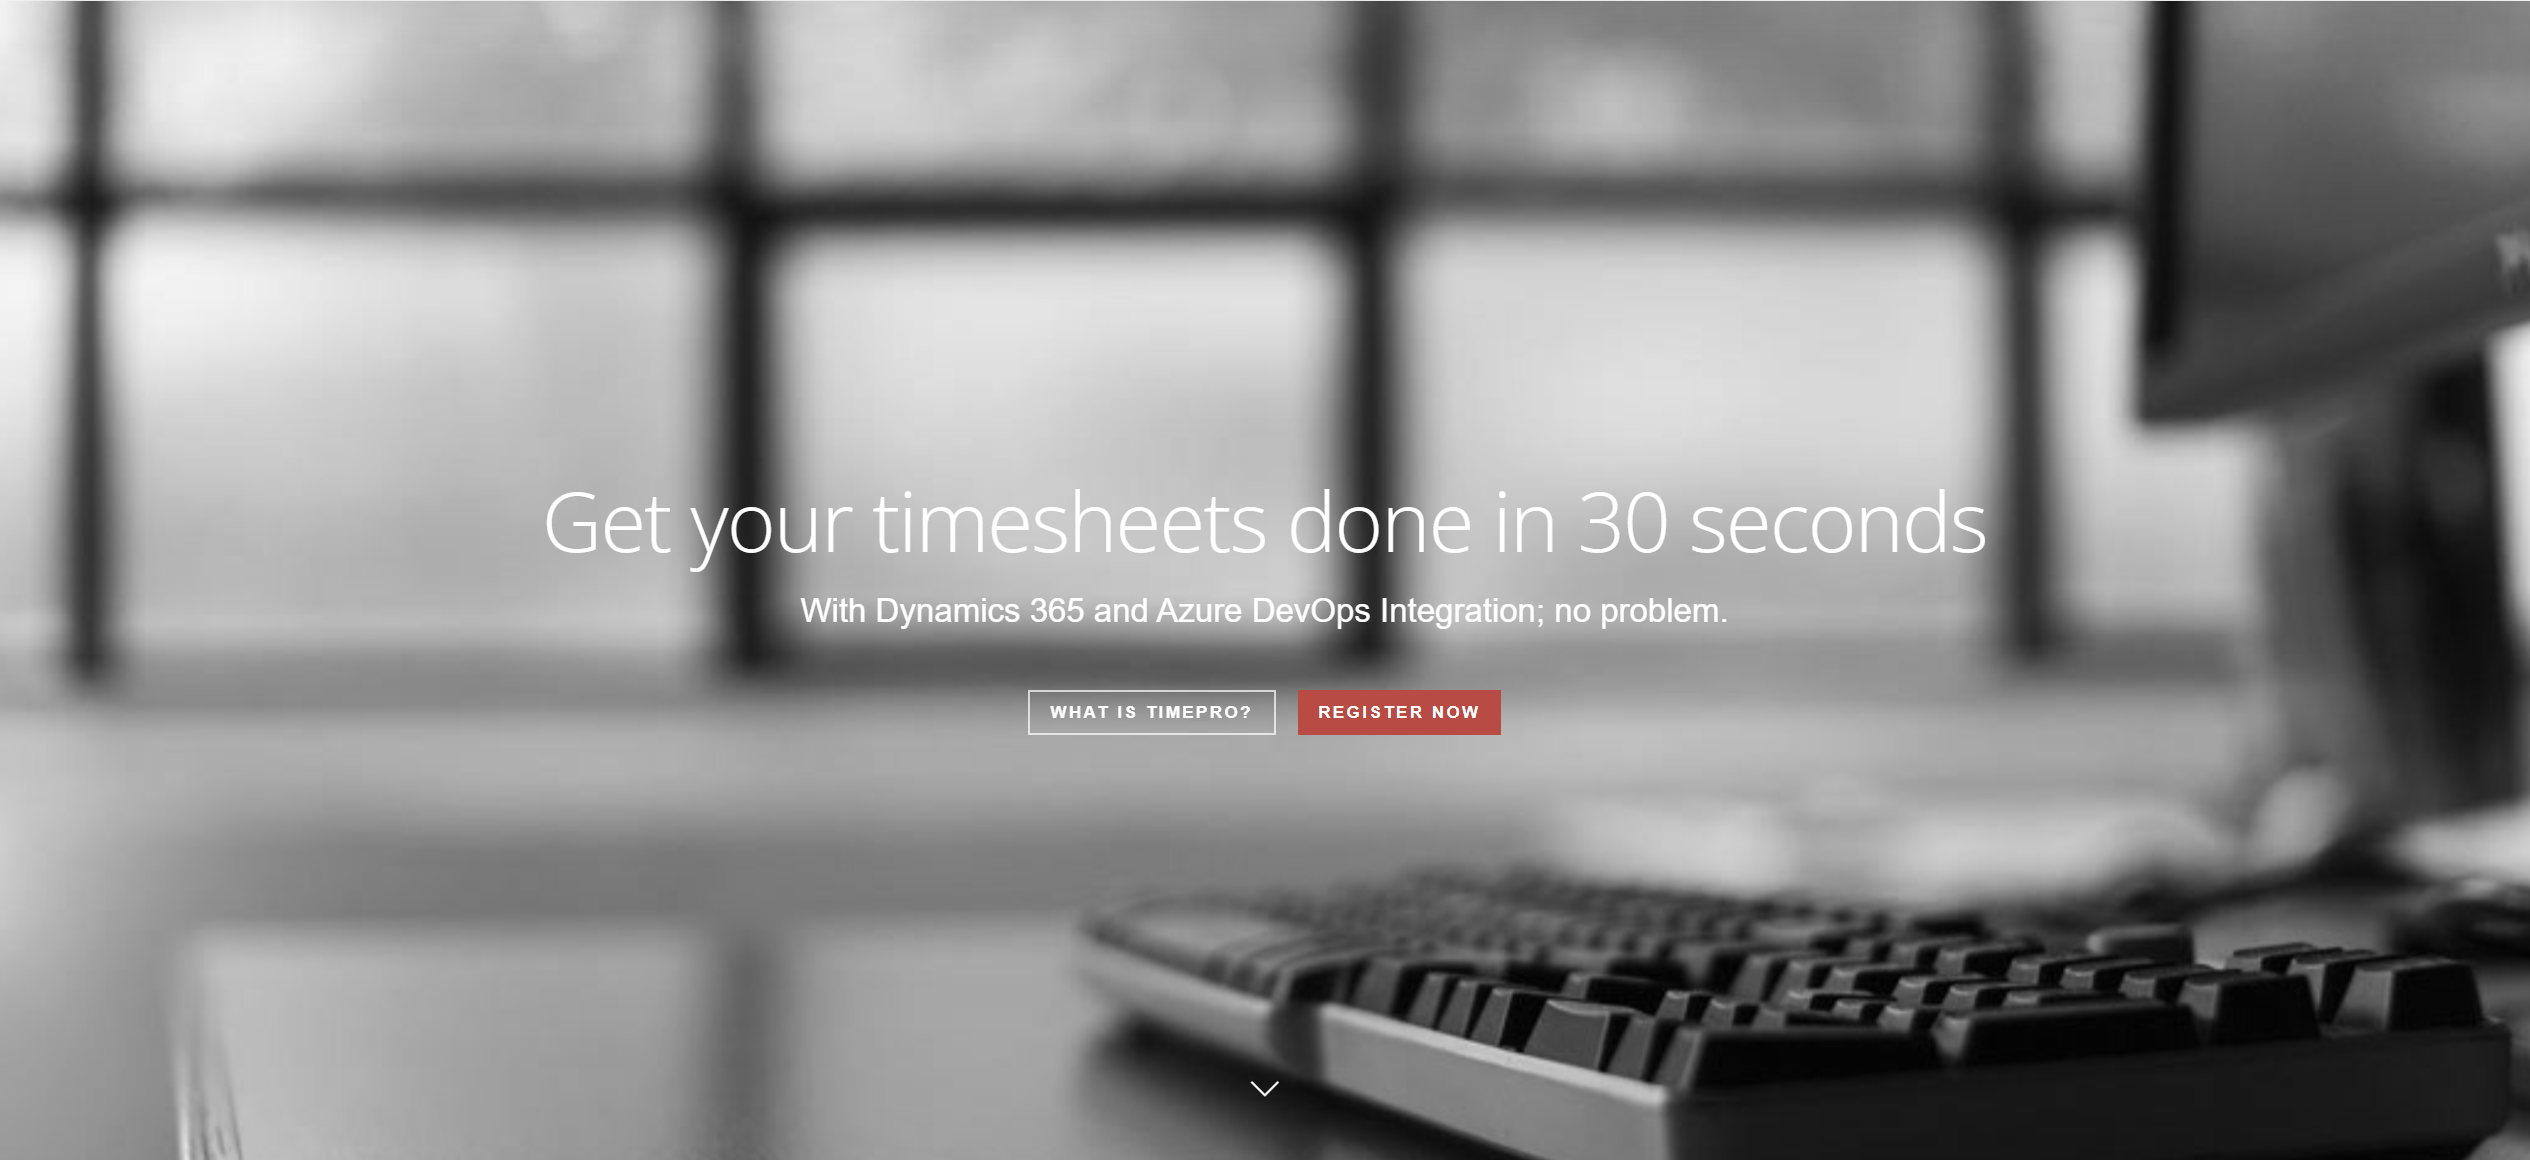 Get your timesheets done in 30 seconds
With Dynamics 365 and Azure DevOps Integration; no problem.
WHAT IS TIMEPRO?
REGISTER NOW